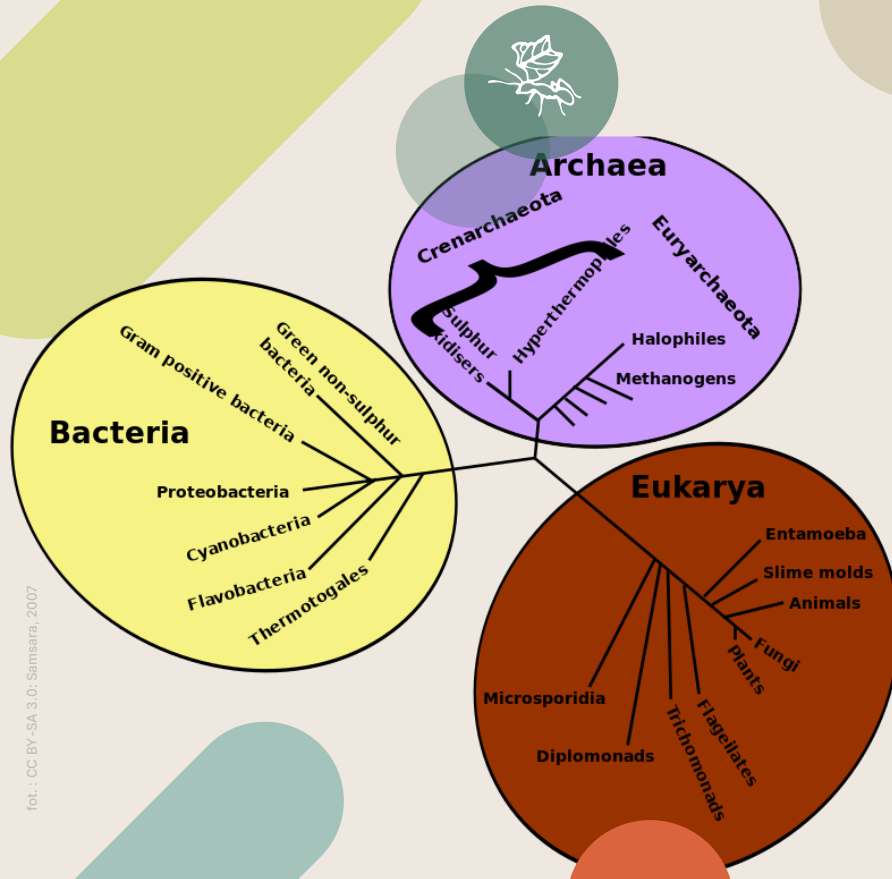 Archaea
Crenarchaeota
Euryarchaeota
Hyperthermophiles
Sulphur
Halophiles
Methanogens
Green non-sulphur
bacteria
Gram positive bacteria
Bacteria
Proteobacteria
Cyanobacteria
Flavobacteria
Thermotogales
Eukarya
Entamoeba
Slime molds
Animals
Fungi
Plants
Microsporidia
Flagellates
Trichomonads
Diplomonads
fot. : CC BY-SA 3.0: Samsara, 2007